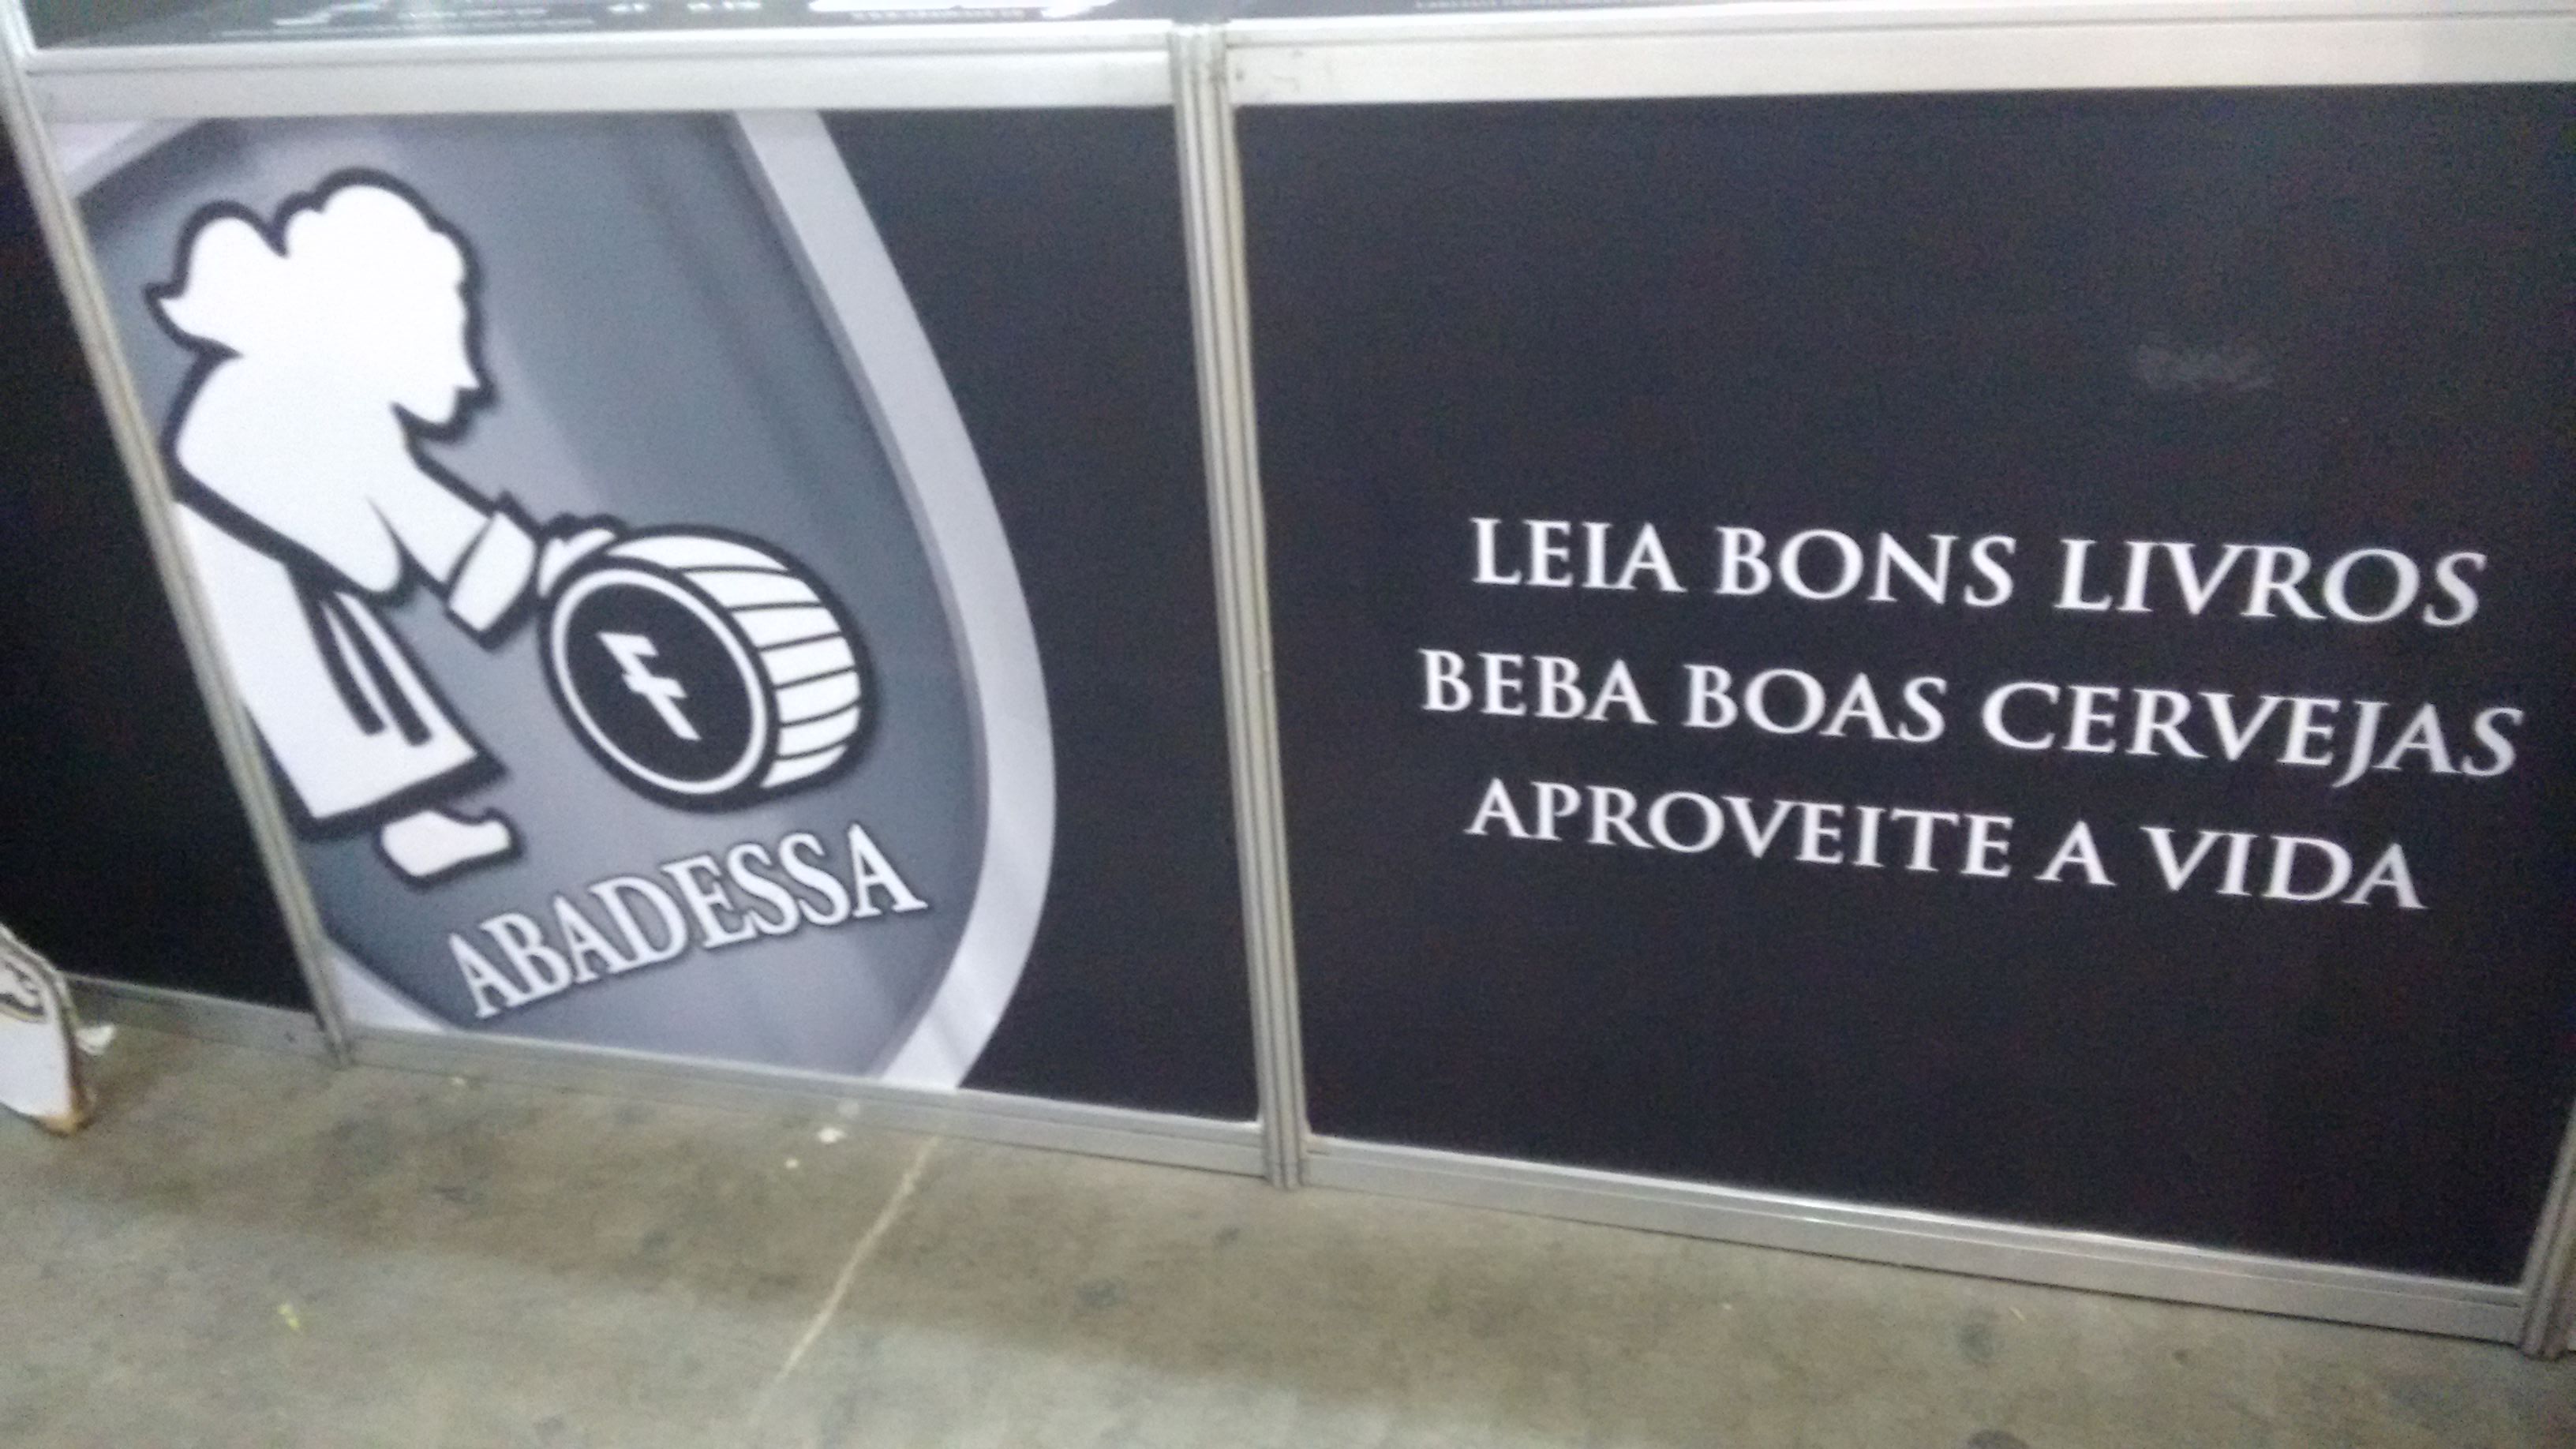 ABADESSA
LEIA BONS LIVROS
BEBA BOAS CERVEJAS
APROVEITE A VIDA